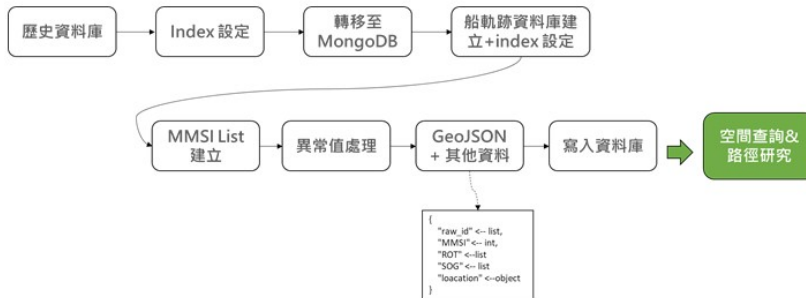 歷史資料庫
Index 設定
轉移至
MongoDB
船軌跡資料庫建
立+index 設定
MMSI List
建立
異常值處理
GeoJSON
+ 其他資料
寫入資料庫
空間查詢&
路徑研究
{
"raw_id" <-- list,
"MMSI" <-- int,
"ROT" <--list
"SOG" <-- list
"loacation" <--object
}